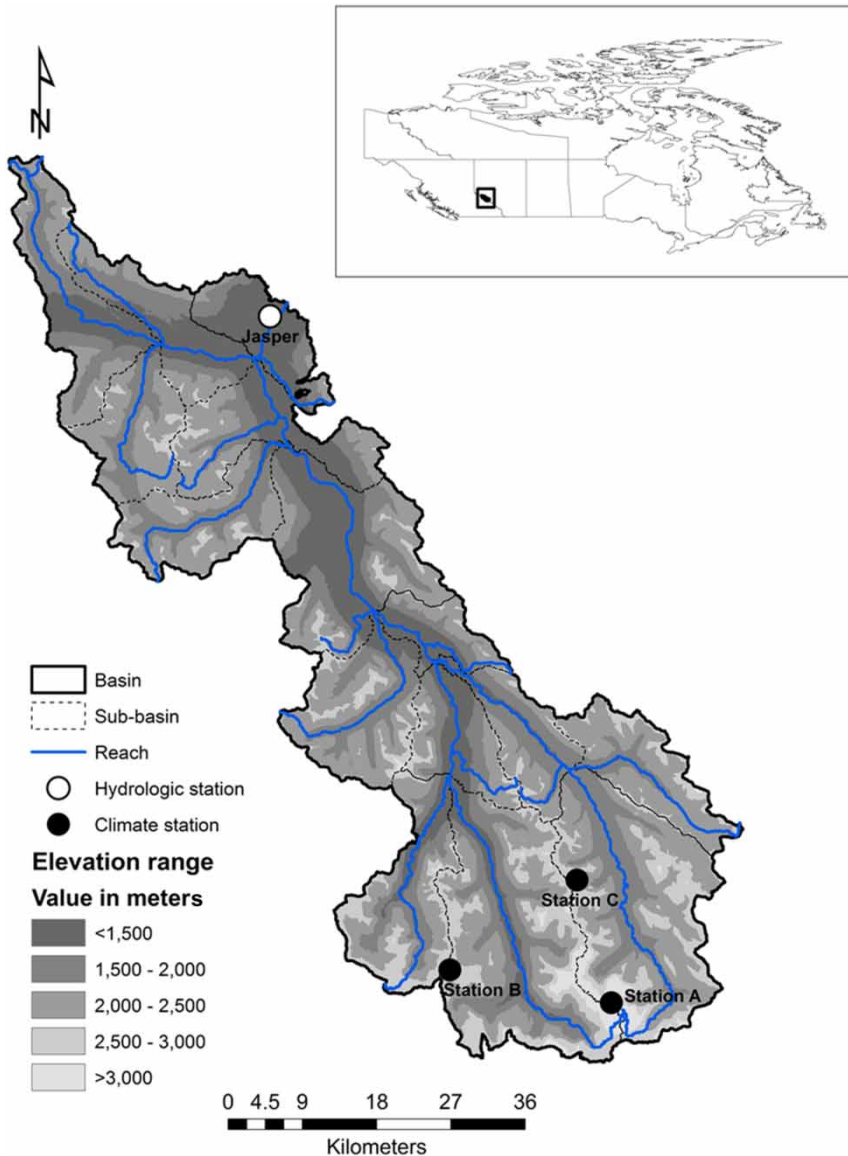 N
Jasper
Basin
Sub-basin
Reach
Hydrologic station
Climate station
Elevation range
Value in meters
<1,500
1,500 - 2,000
2,000 - 2,500
2,500 - 3,000
>3,000
Station C
Station B
Station A
0 4.5 9 18 27 36
Kilometers